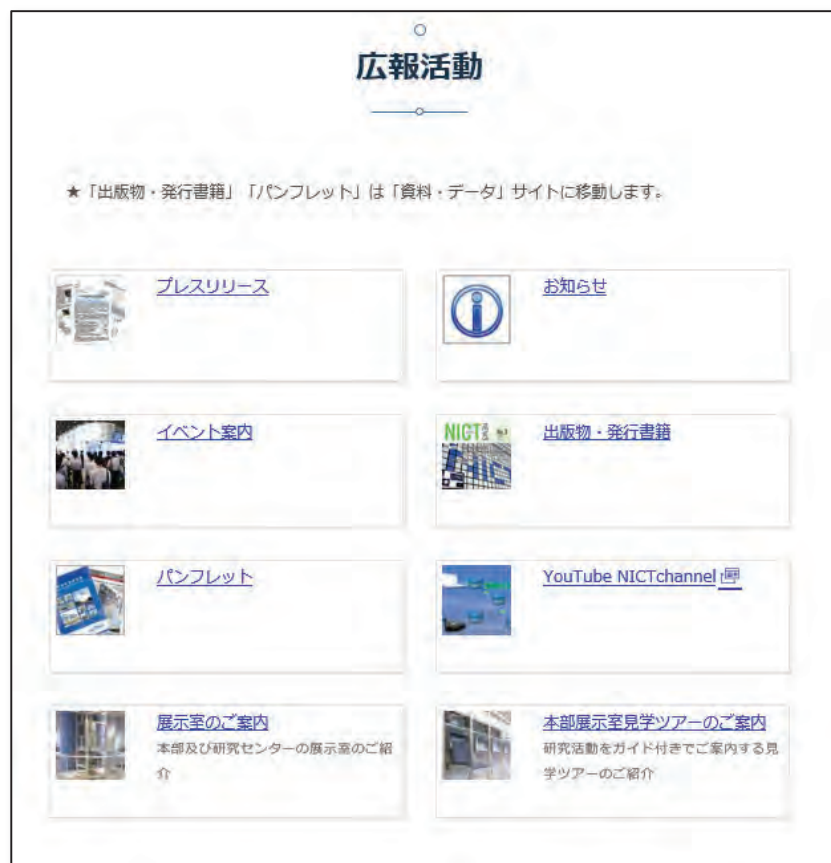 広報活動
★「出版物・発行書籍」「パンフレット」は「資料・データ」サイトに移動します。
プレスリリース
お知らせ
イベント案内
NICT
出版物・発行書籍
パンフレット
YouTube NICTchannel
展示室のご案内
本部及び研究センターの展示室のご紹
介
本部展示室見学ツアーのご案内
研究活動をガイド付きでご案内する見
学ツアーのご紹介